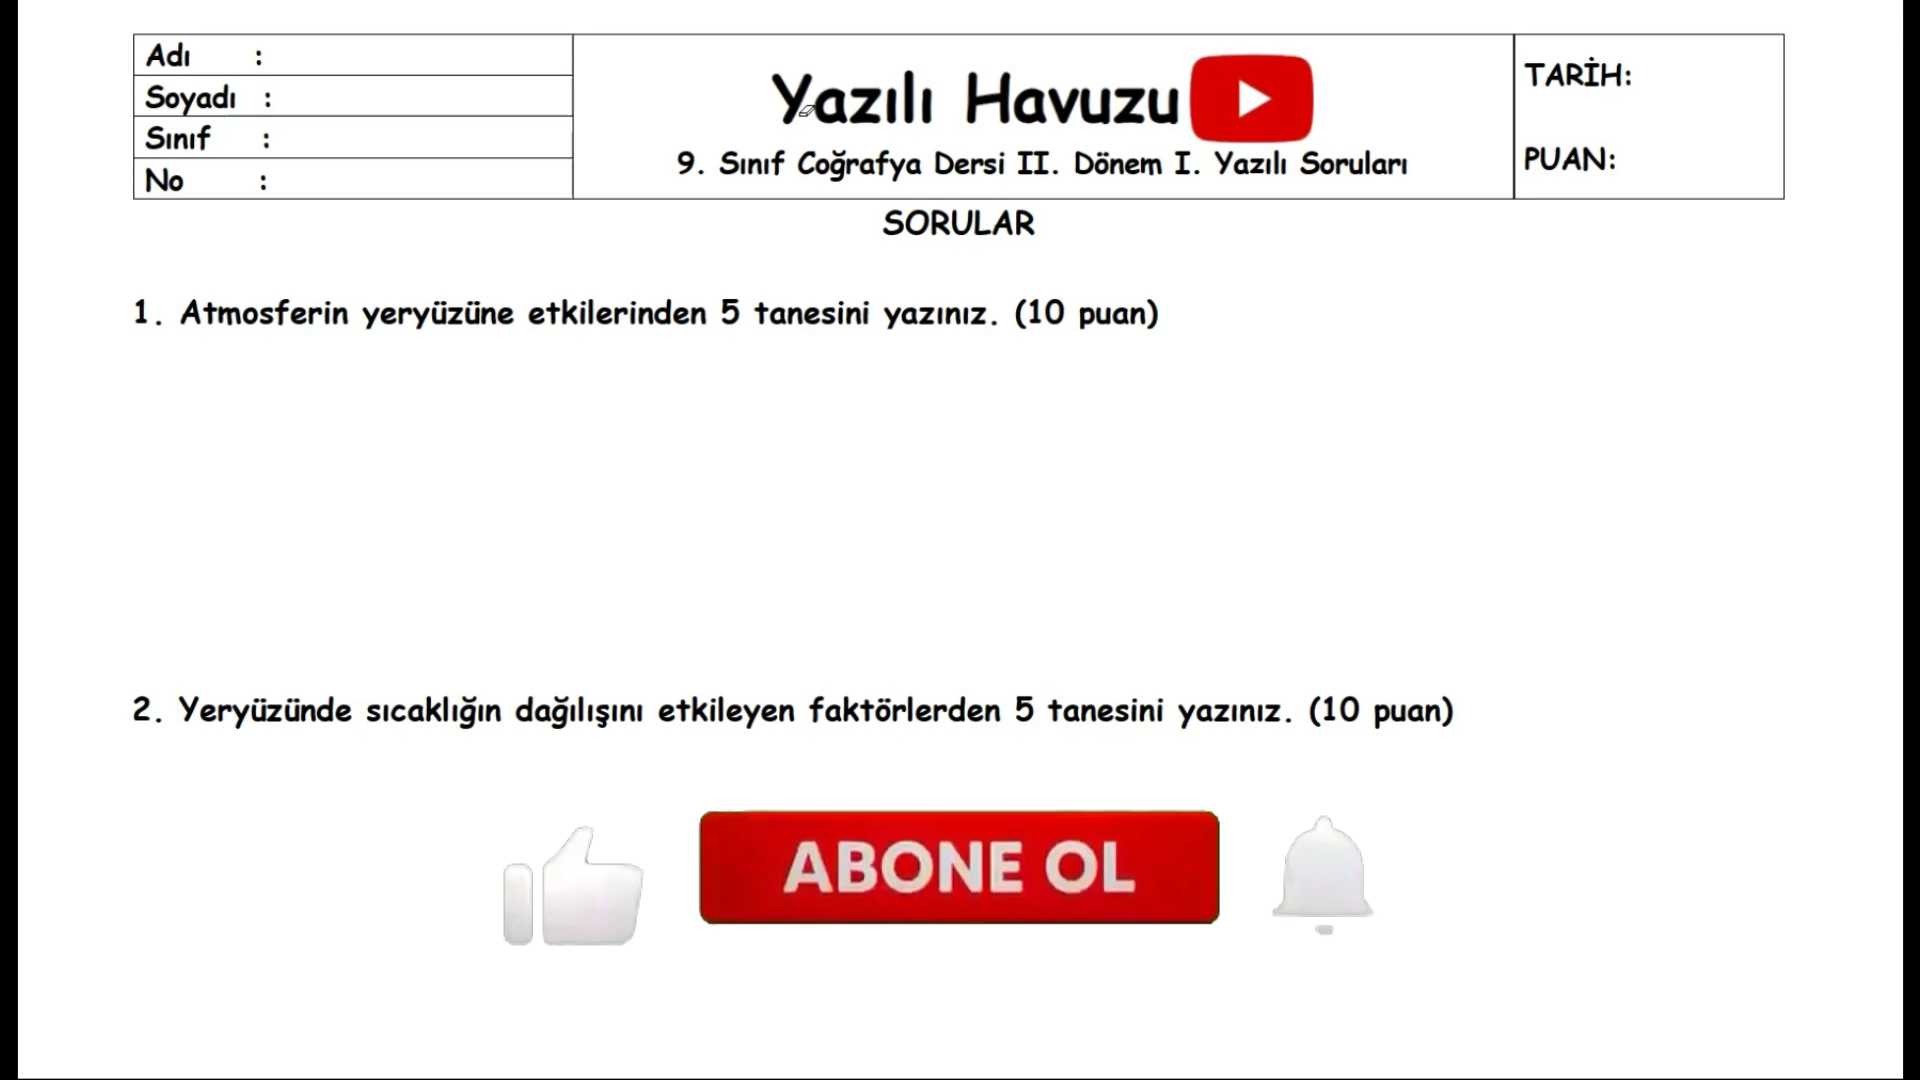 Adı :
Soyadı :
Sınıf :
No :
Yazılı Havuzu
9. Sınıf Coğrafya Dersi II. Dönem I. Yazılı Soruları
TARİH:
PUAN:
SORULAR
1. Atmosferin yeryüzüne etkilerinden 5 tanesini yazınız. (10 puan)
2. Yeryüzünde sıcaklığın dağılışını etkileyen faktörlerden 5 tanesini yazınız. (10 puan)
ABONE OL